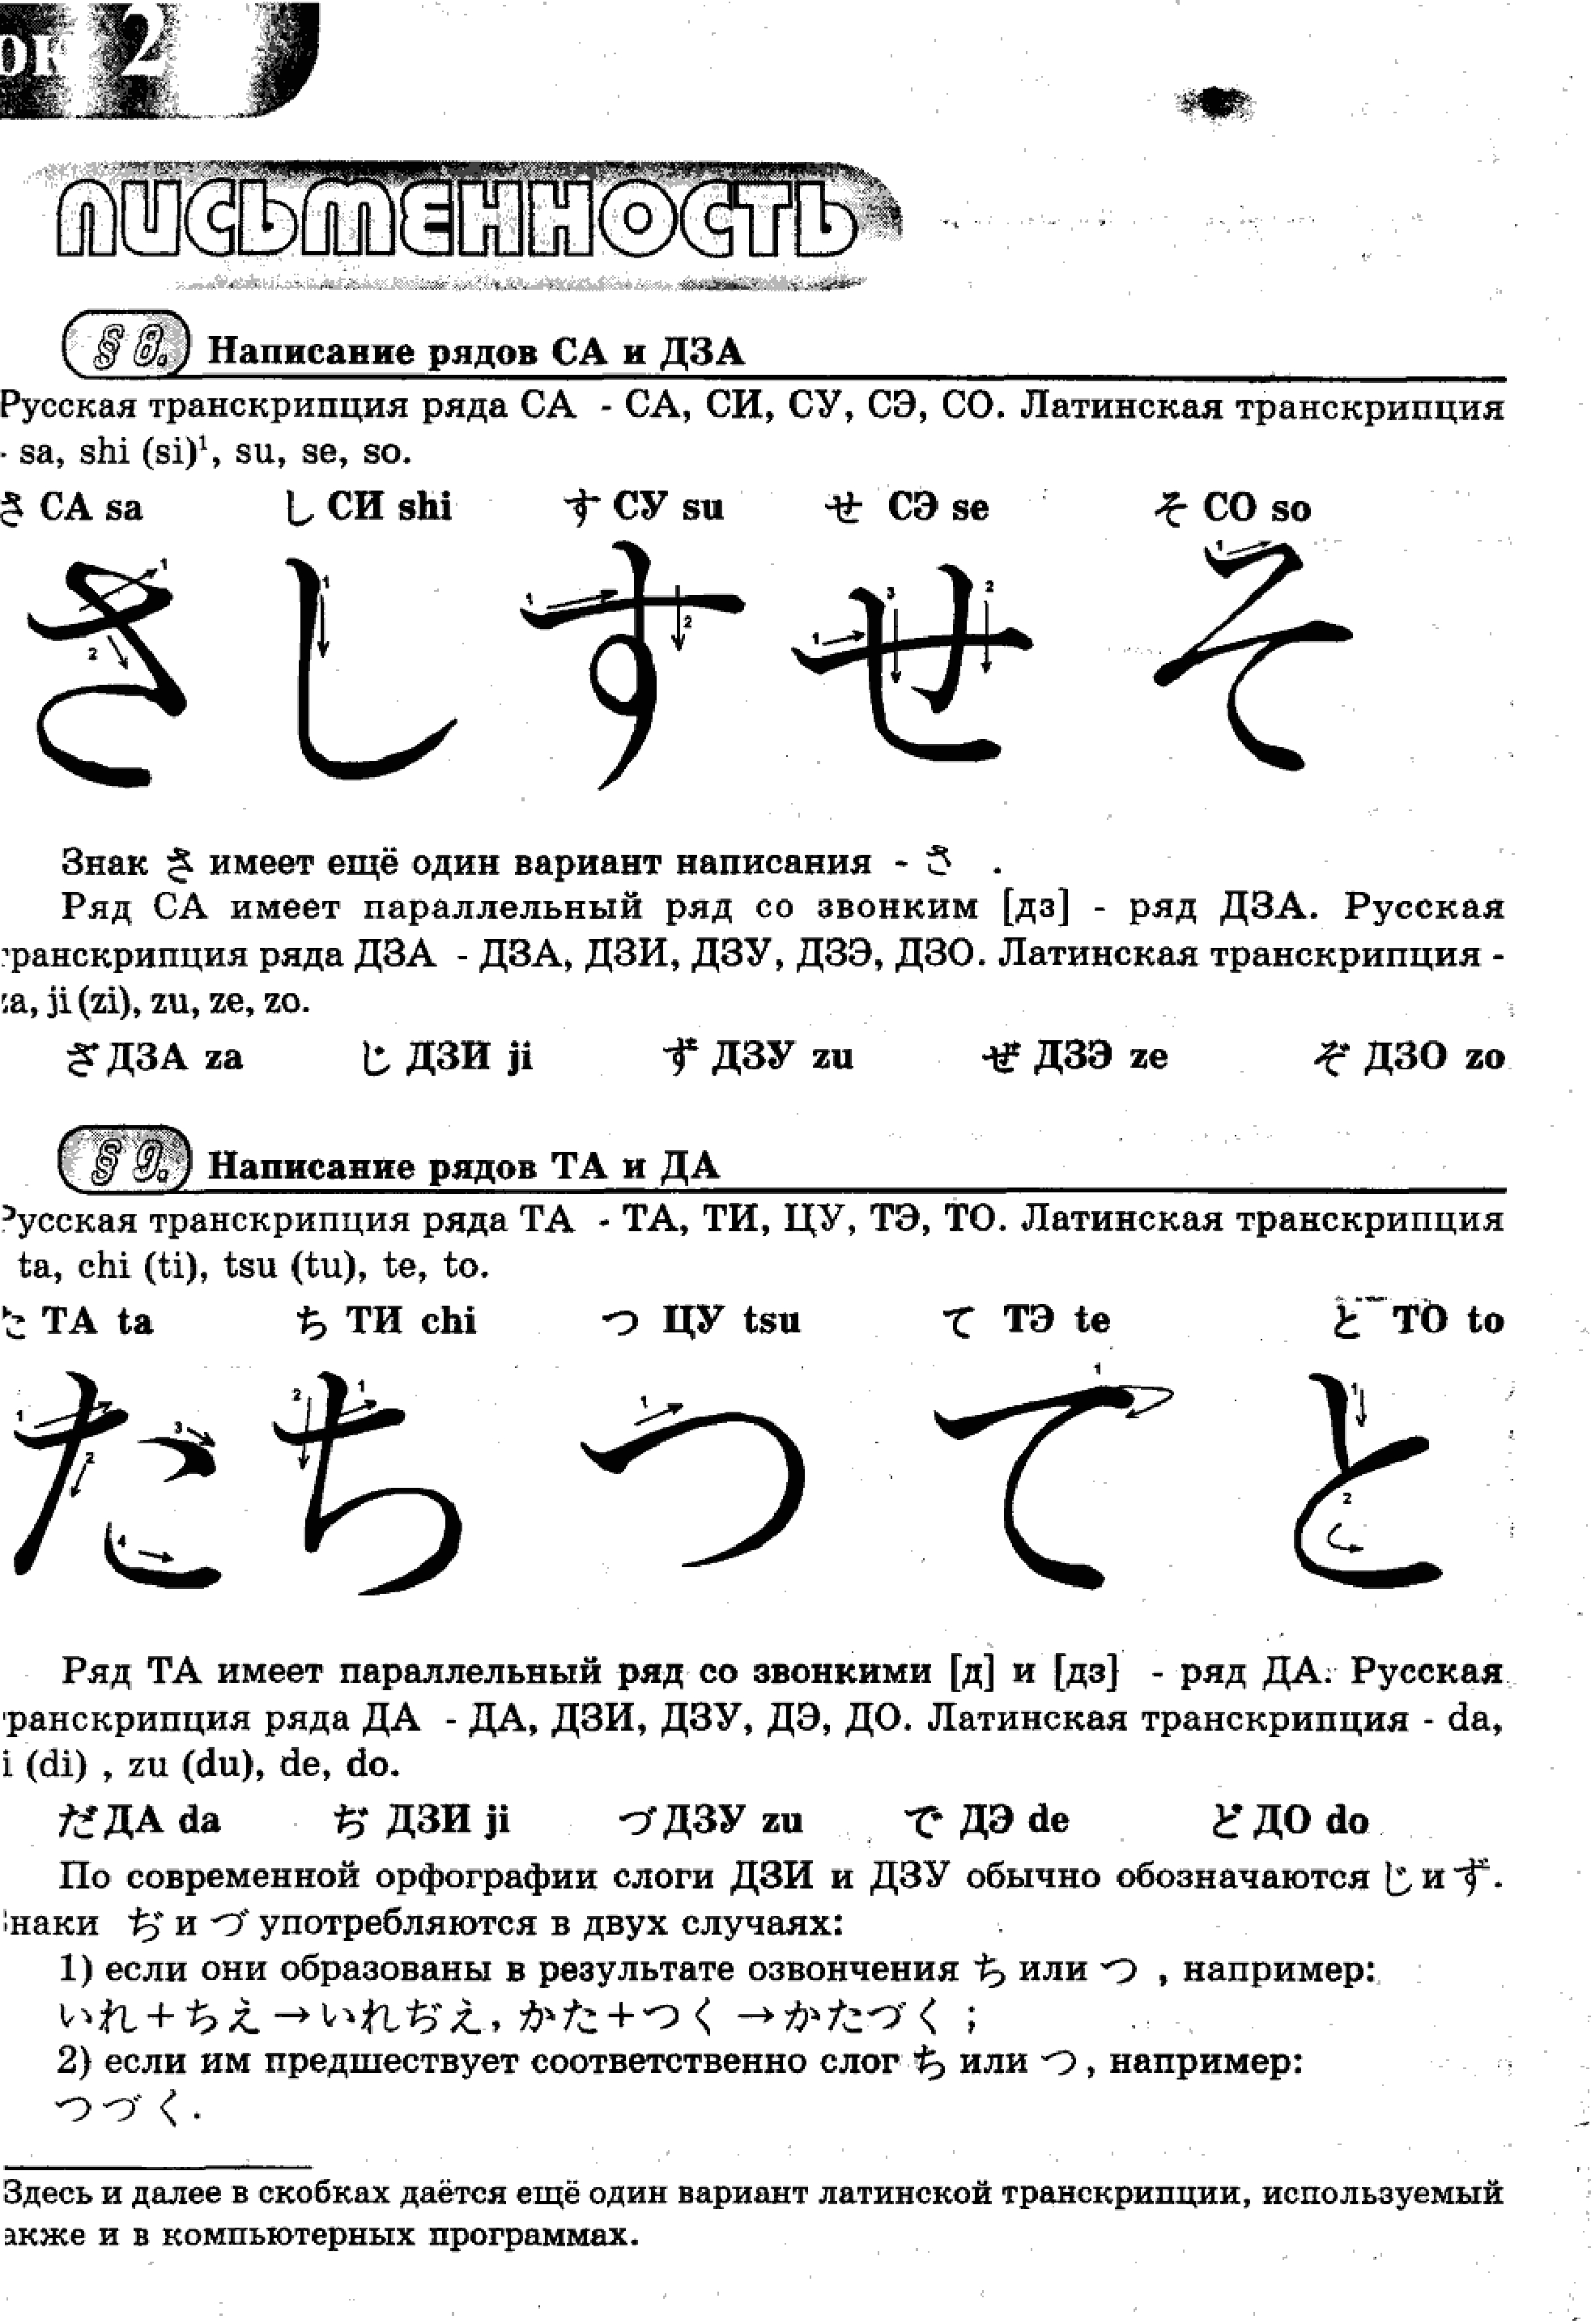 ОК 2
ПИСЬМЕННОСТЬ
§ 8. Написание рядов СА и ДЗА
Русская транскрипция ряда СА - СА, СИ, СУ, СЭ, СО. Латинская транскрипция
- sa, shi (si)¹, su, se, so.
さ СА sa し СИ shi す СУ su せ СЭ se そ СО so
1 2 1 1 2 1 3 2 1
さ し す せ そ
Знак さ имеет ещё один вариант написания - さ .
Ряд СА имеет параллельный ряд со звонким [дз] - ряд ДЗА. Русская
транскрипция ряда ДЗА - ДЗА, ДЗИ, ДЗУ, ДЗЭ, ДЗО. Латинская транскрипция -
za, ji (zi), zu, ze, zo.
ざ ДЗА za じ ДЗИ ji ず ДЗУ zu ぜ ДЗЭ ze ぞ ДЗО zo
§ 9. Написание рядов ТА и ДА
Русская транскрипция ряда ТА - ТА, ТИ, ЦУ, ТЭ, ТО. Латинская транскрипция
ta, chi (ti), tsu (tu), te, to.
た ТА ta ち ТИ chi つ ЦУ tsu て ТЭ te と ТО to
1 2 3 4 2 1 1 1 1 2
た ち つ て と
Ряд ТА имеет параллельный ряд со звонкими [д] и [дз] - ряд ДА. Русская
транскрипция ряда ДА - ДА, ДЗИ, ДЗУ, ДЭ, ДО. Латинская транскрипция - da,
i (di) , zu (du), de, do.
だ ДА da ぢ ДЗИ ji づ ДЗУ zu で ДЭ de ど ДО do
По современной орфографии слоги ДЗИ и ДЗУ обычно обозначаются じ и ず.
Знаки ぢ и づ употребляются в двух случаях:
1) если они образованы в результате озвончения ち или つ , например:
いれ＋ちえ→いれぢえ, かた＋つく→かたづく ;
2) если им предшествует соответственно слог ち или つ, например:
つづく.
Здесь и далее в скобках даётся ещё один вариант латинской транскрипции, используемый
акже и в компьютерных программах.